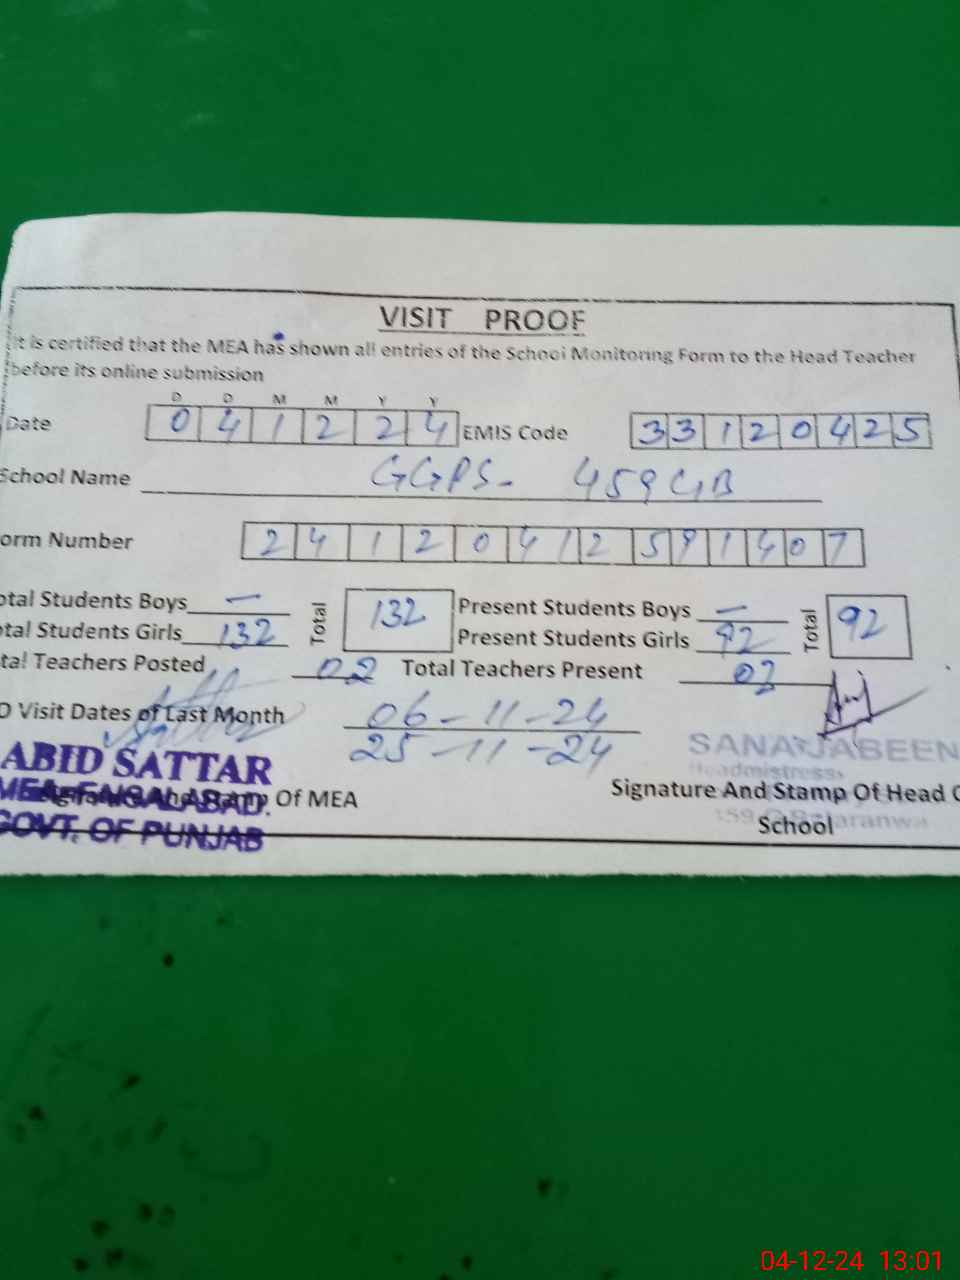 VISIT PROOF
It is certified that the MEA has shown all entries of the School Monitoring Form to the Head Teacher
before its online submission
D D M M Y Y
Date 0 4 1 2 2 4 EMIS Code 3 3 1 2 0 4 2 5
School Name GGPS- 459 GB
orm Number 2 4 1 2 0 4 1 2 5 9 1 4 0 7
otal Students Boys — Total 132 Present Students Boys — Total 92
otal Students Girls 132 Present Students Girls 92
tal Teachers Posted 02 Total Teachers Present
O Visit Dates of Last Month 06-11-24
25-11-24
ABID SATTAR
MEA FAISALABAD.
GOVT. OF PUNJAB
Of MEA
SANA JABEEN
Headmistress
Signature And Stamp Of Head O
School
04-12-24 13:01